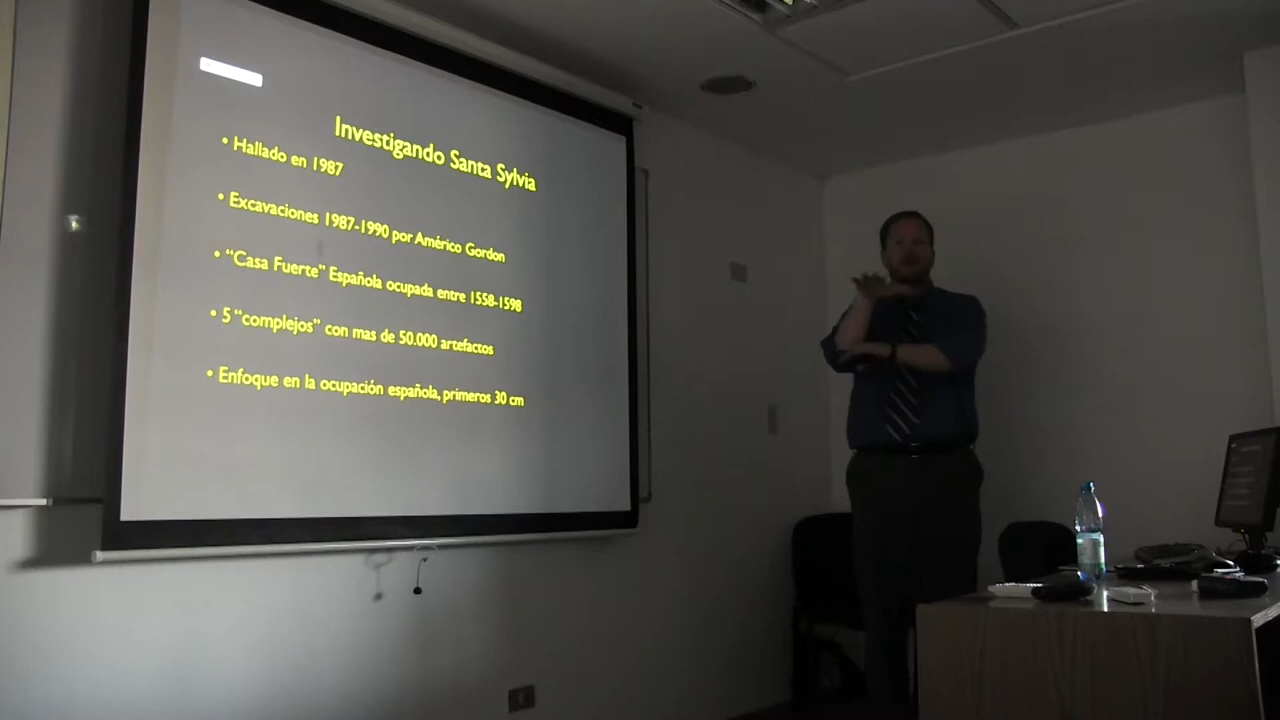 Investigando Santa Sylvia
• Hallado en 1987
• Excavaciones 1987-1990 por Américo Gordon
• “Casa Fuerte” Española ocupada entre 1558-1598
• 5 “complejos” con mas de 50.000 artefactos
• Enfoque en la ocupación española, primeros 30 cm